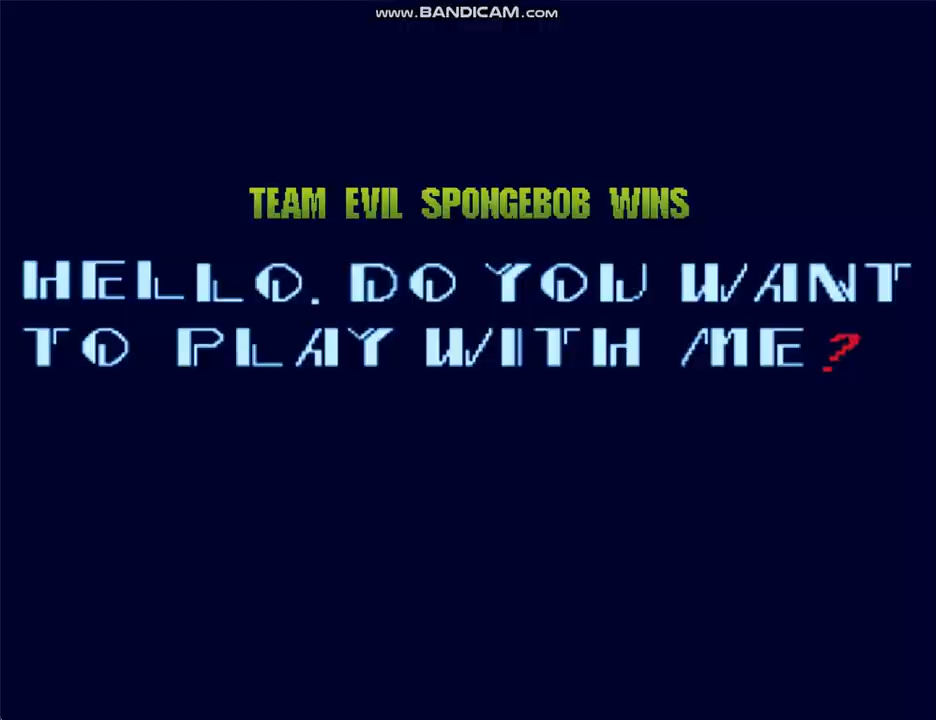 www.BANDICAM.com
TEAM EVIL SPONGEBOB WINS
HELLO. DO YOU WANT
TO PLAY WITH ME?